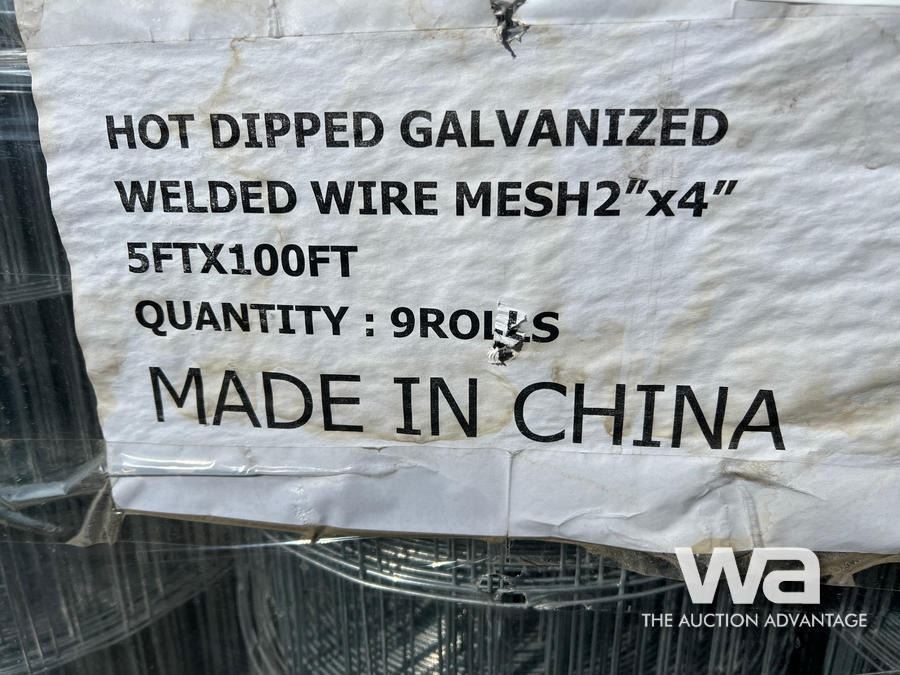 HOT DIPPED GALVANIZED
WELDED WIRE MESH2"x4"
5FTX100FT
QUANTITY : 9ROLLS
MADE IN CHINA
wa
THE AUCTION ADVANTAGE